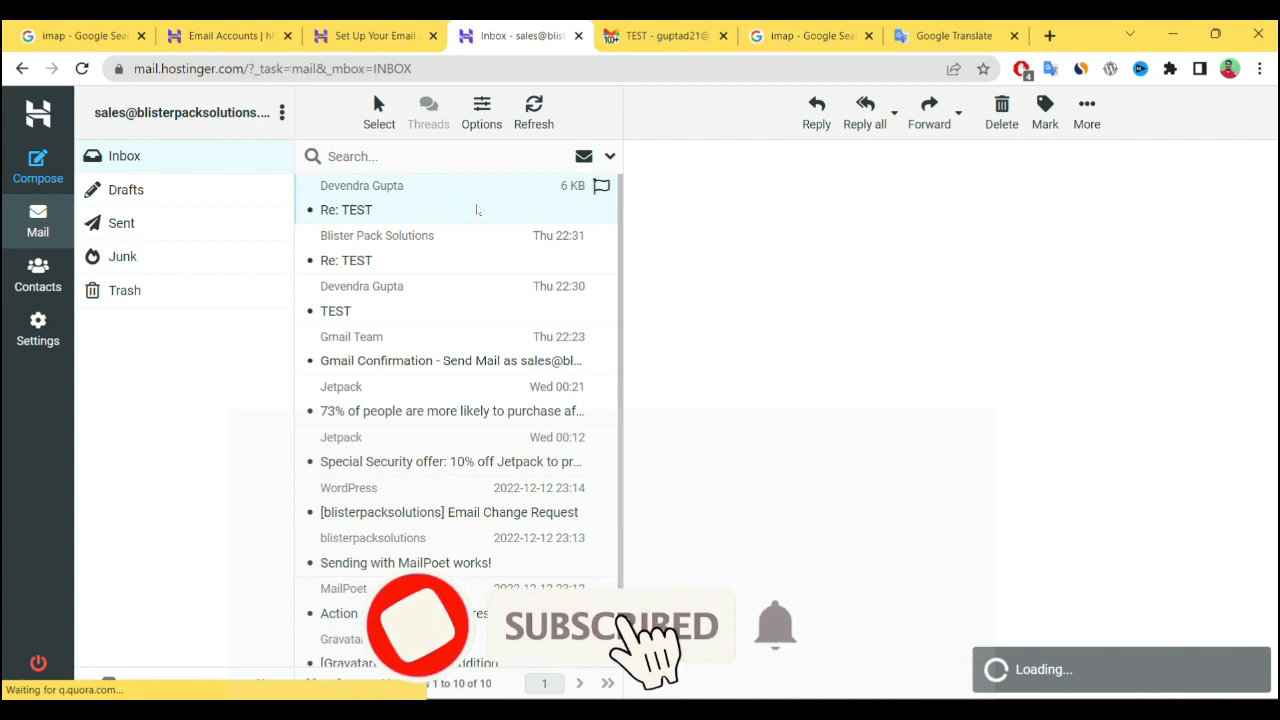 imap - Google Sea
Email Accounts | h
Set Up Your Email
Inbox - sales@blist
100+
TEST - guptad21@
imap - Google Sea
Google Translate
mail.hostinger.com/?_task=mail&_mbox=INBOX
4
sales@blisterpacksolutions....
Select
Threads
Options
Refresh
Reply
Reply all
Forward
Delete
Mark
More
Compose
Mail
Contacts
Settings
Inbox
Drafts
Sent
Junk
Trash
Search...
Devendra Gupta 6 KB
Re: TEST
Blister Pack Solutions Thu 22:31
Re: TEST
Devendra Gupta Thu 22:30
TEST
Gmail Team Thu 22:23
Gmail Confirmation - Send Mail as sales@bl...
Jetpack Wed 00:21
73% of people are more likely to purchase af...
Jetpack Wed 00:12
Special Security offer: 10% off Jetpack to pr...
WordPress 2022-12-12 23:14
[blisterpacksolutions] Email Change Request
blisterpacksolutions 2022-12-12 23:13
Sending with MailPoet works!
MailPoet 2022-12-12 23:12
Action
SUBSCRIBED
1 to 10 of 10
1
Loading...
Waiting for q.quora.com...